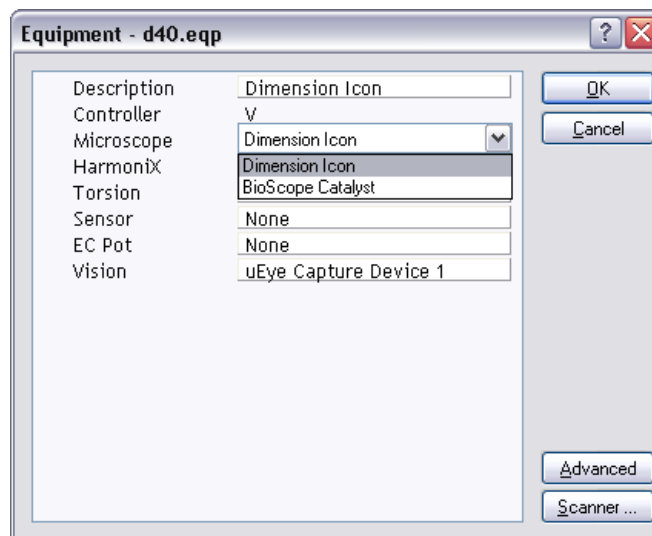 Equipment - d40.eqp
?
Description Dimension Icon OK
Controller V
Microscope Dimension Icon Cancel
HarmoniX Dimension Icon
Torsion BioScope Catalyst
Sensor None
EC Pot None
Vision uEye Capture Device 1
Advanced
Scanner ...